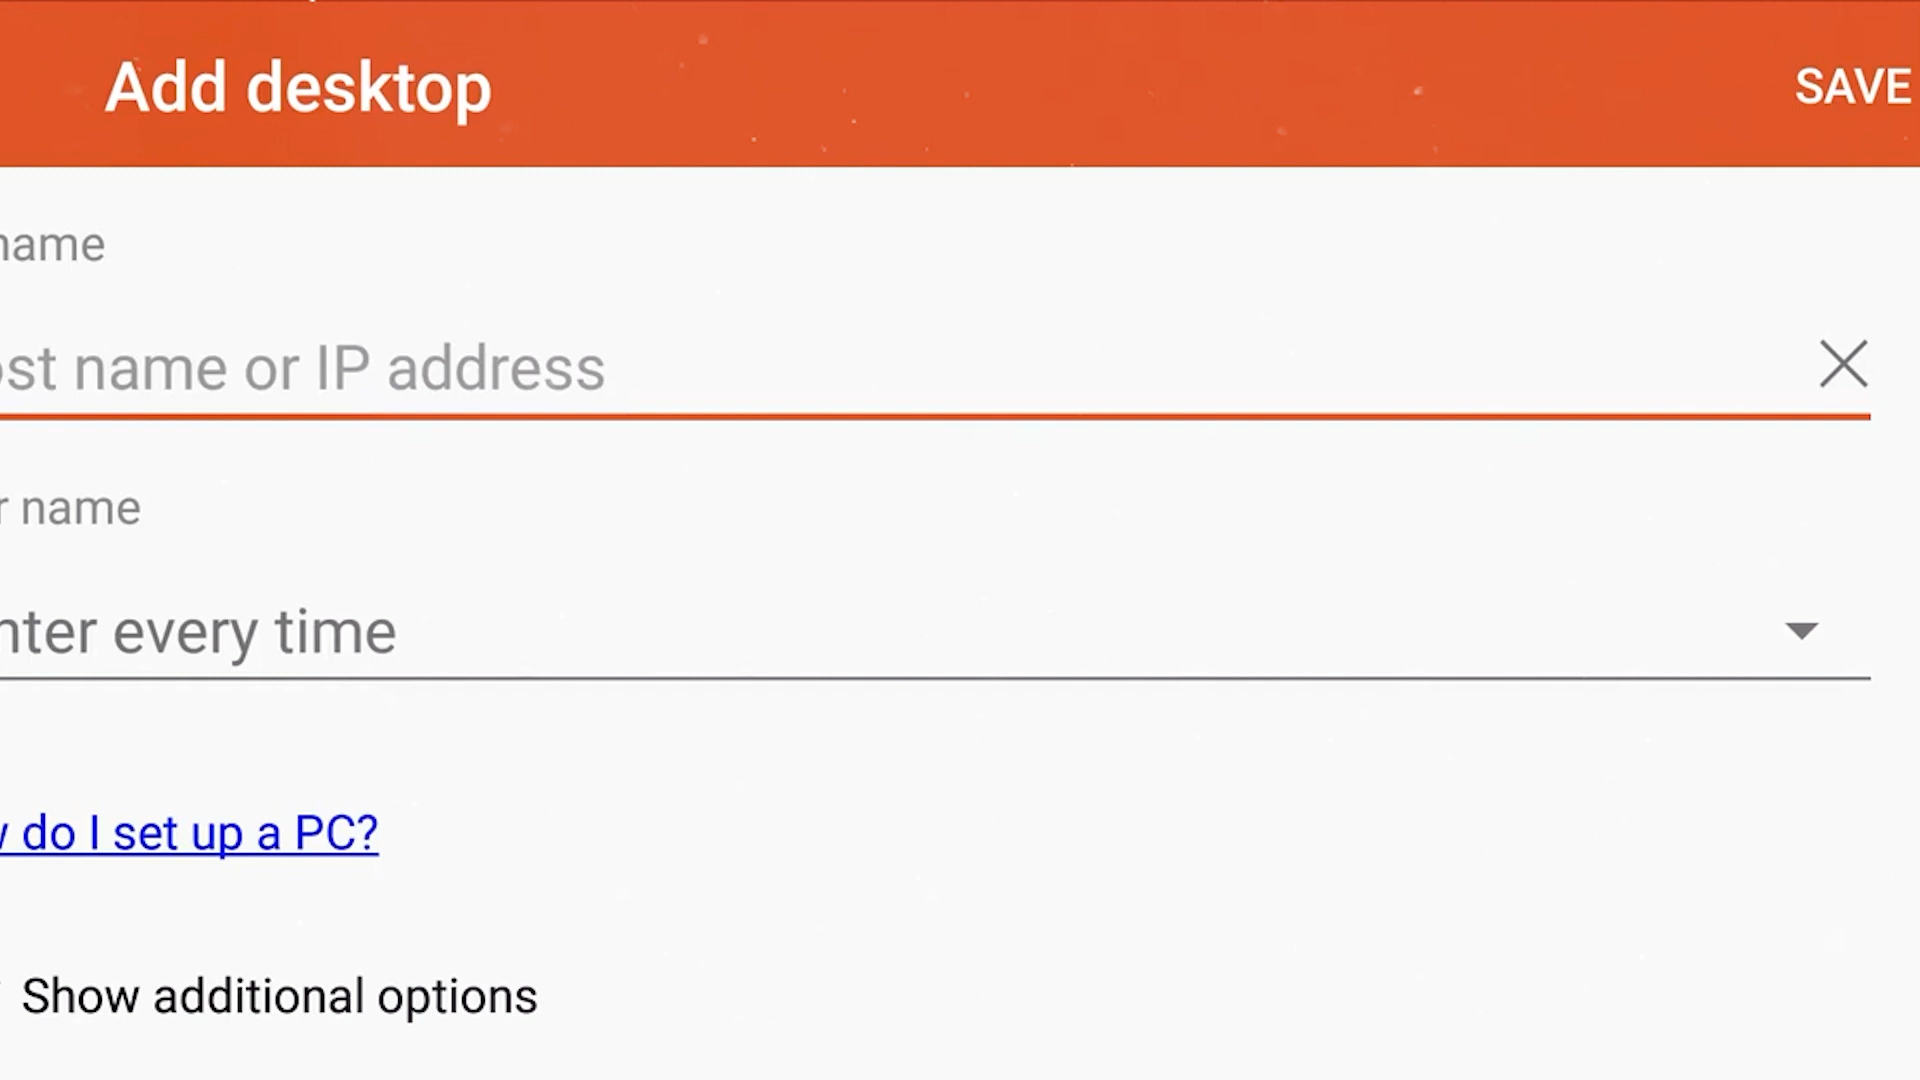 Add desktop
SAVE
name
ost name or IP address
r name
nter every time
do I set up a PC?
Show additional options